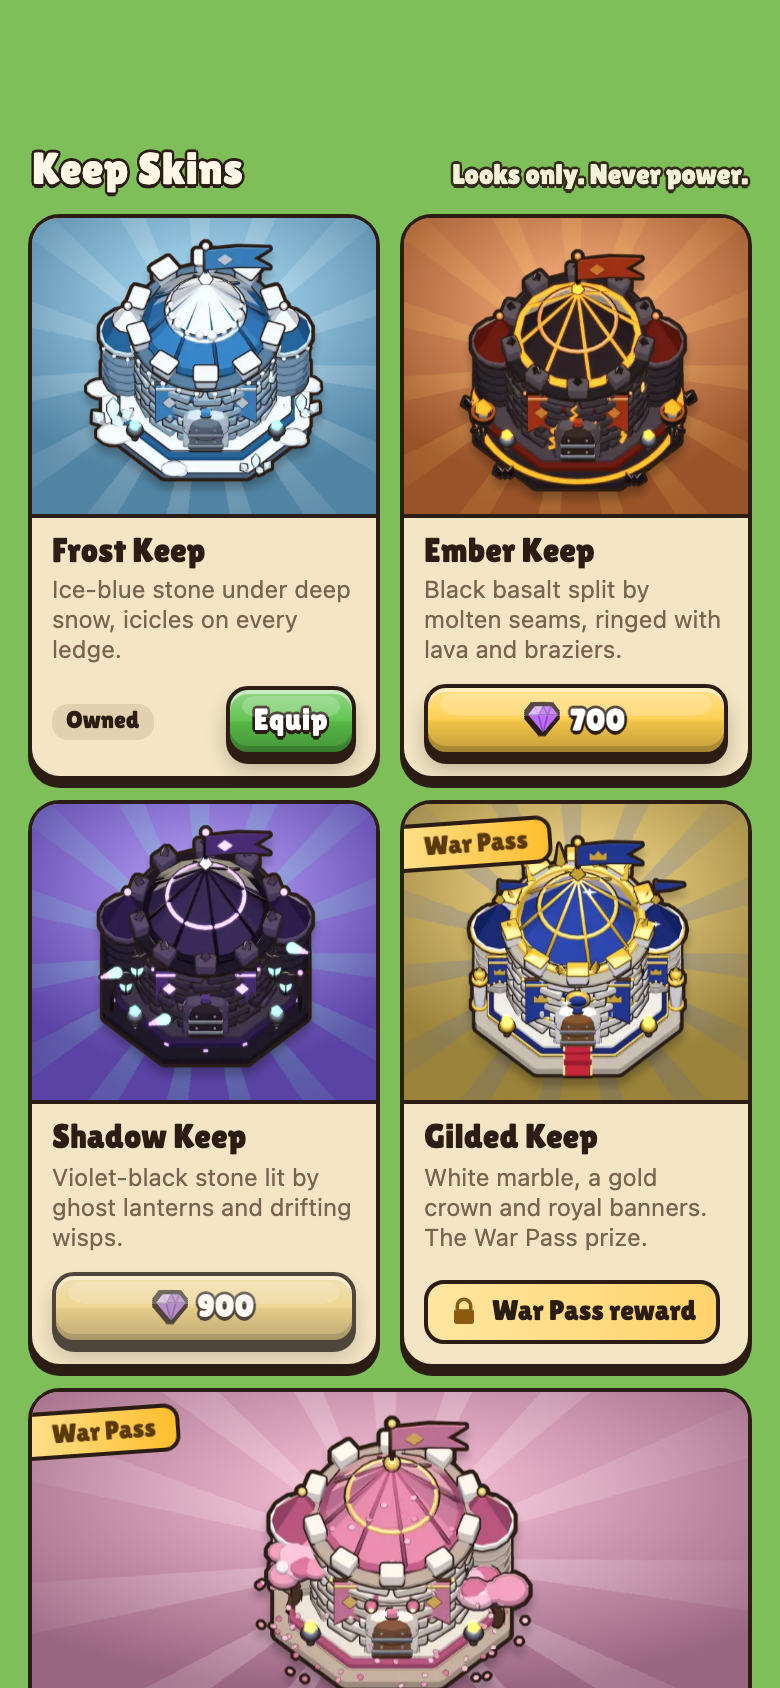 Keep Skins
Looks only. Never power.
Frost Keep
Ice-blue stone under deep
snow, icicles on every
ledge.
Owned
Equip
Ember Keep
Black basalt split by
molten seams, ringed with
lava and braziers.
700
Shadow Keep
Violet-black stone lit by
ghost lanterns and drifting
wisps.
900
War Pass
Gilded Keep
White marble, a gold
crown and royal banners.
The War Pass prize.
War Pass reward
War Pass